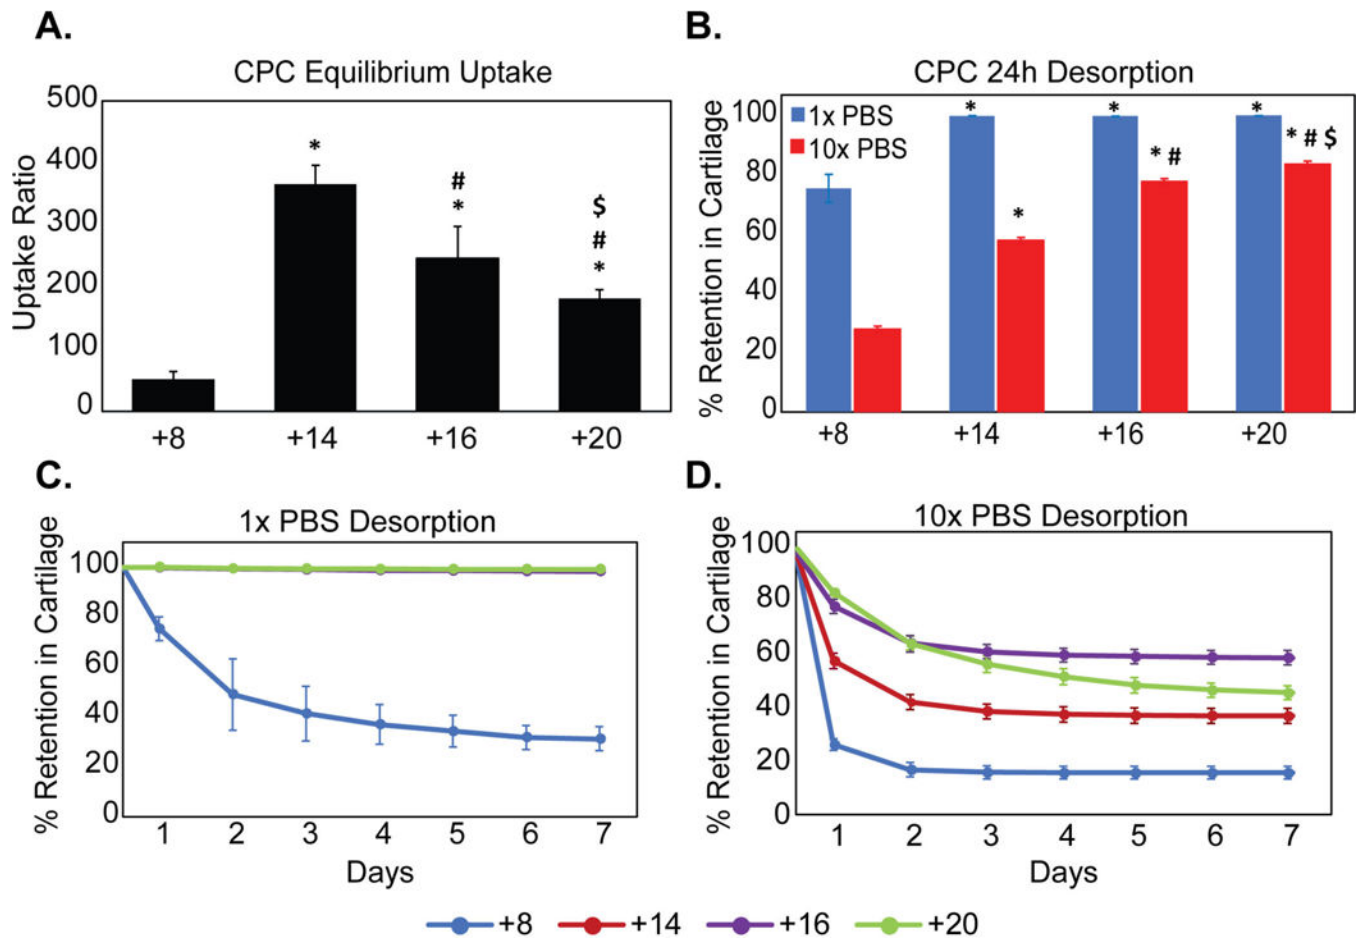 A.
CPC Equilibrium Uptake
Uptake Ratio
500
400
300
200
100
0
*
#
*
$
#
*
+8
+14
+16
+20
B.
CPC 24h Desorption
% Retention in Cartilage
100
80
60
40
20
0
1x PBS
10x PBS
*
*
*
*
* #
* # $
+8
+14
+16
+20
C.
1x PBS Desorption
% Retention in Cartilage
100
80
60
40
20
0
1 2 3 4 5 6 7
Days
D.
10x PBS Desorption
% Retention in Cartilage
100
80
60
40
20
0
1 2 3 4 5 6 7
Days
+8 +14 +16 +20